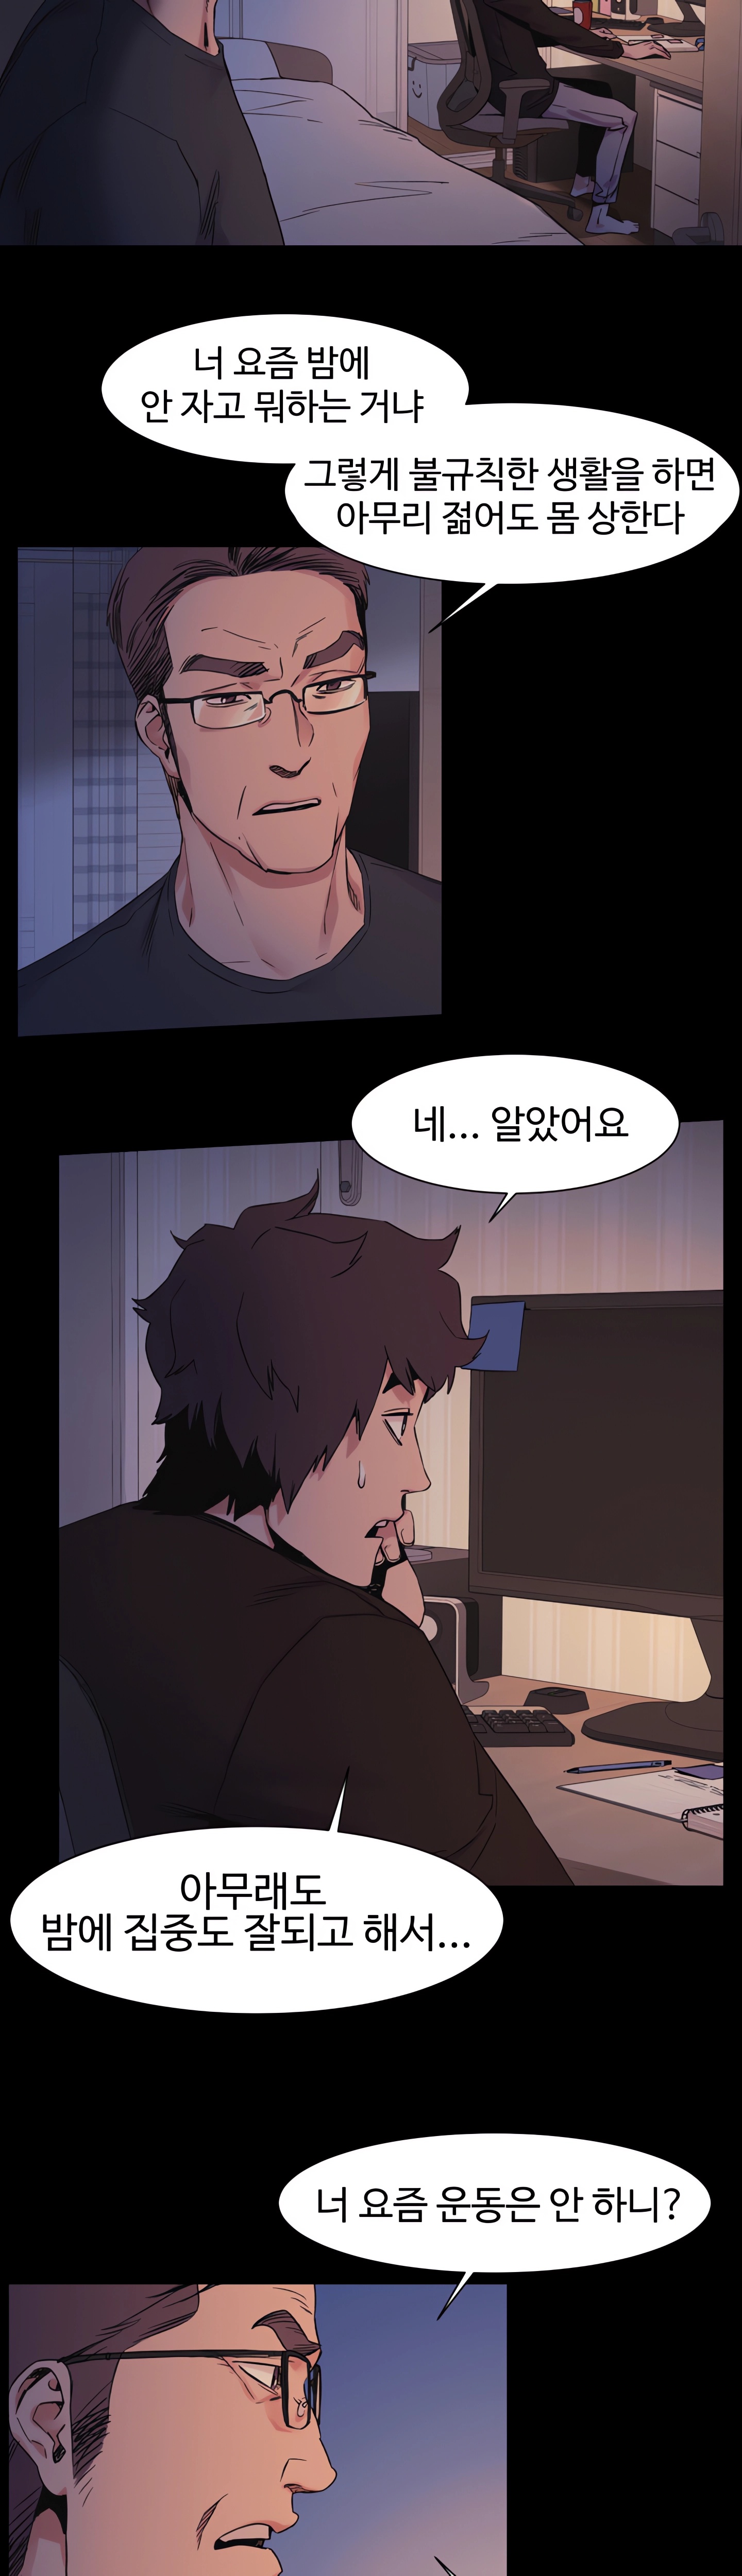 너 요즘 밤에
안 자고 뭐하는 거냐
그렇게 불규칙한 생활을 하면
아무리 젊어도 몸 상한다
네... 알았어요
아무래도
밤에 집중도 잘되고 해서...
너 요즘 운동은 안 하니?